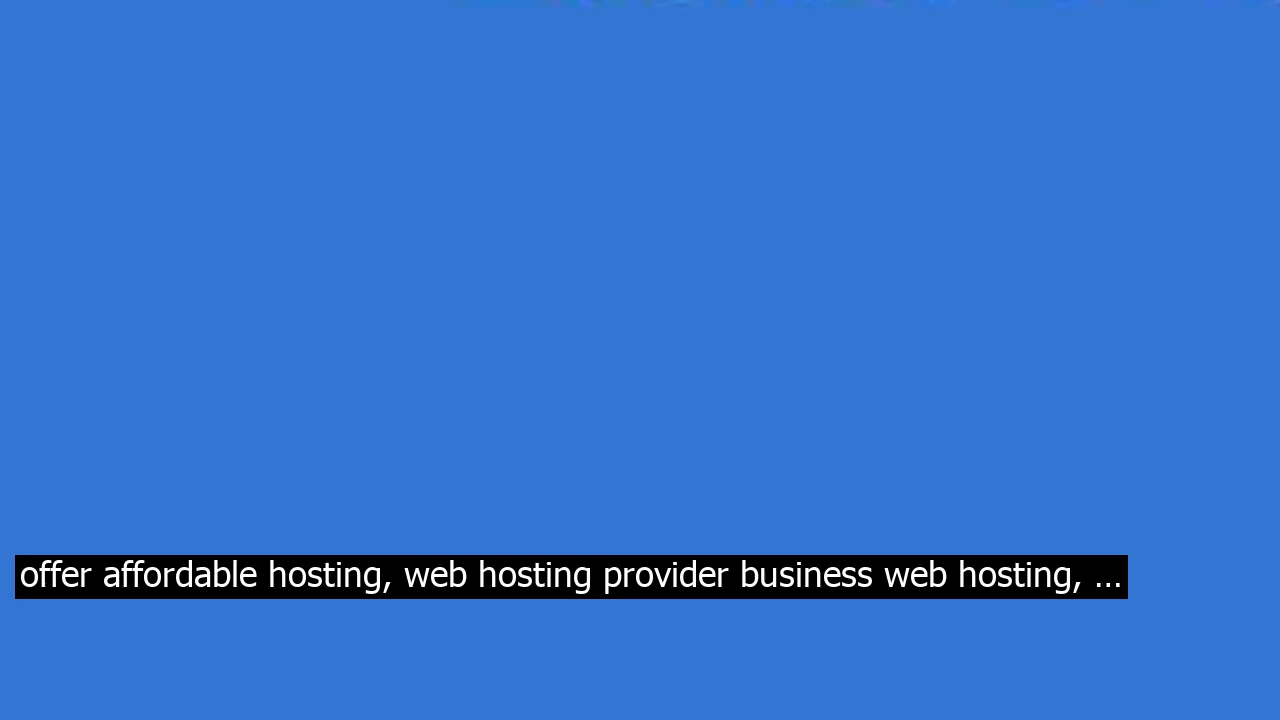 offer affordable hosting, web hosting provider business web hosting, ...